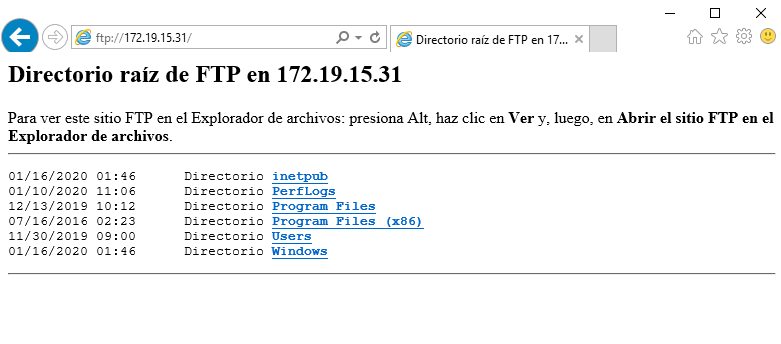 ftp://172.19.15.31/
Directorio raíz de FTP en 17...
Directorio raíz de FTP en 172.19.15.31
Para ver este sitio FTP en el Explorador de archivos: presiona Alt, haz clic en Ver y, luego, en Abrir el sitio FTP en el
Explorador de archivos.
01/16/2020 01:46 Directorio inetpub
01/10/2020 11:06 Directorio PerfLogs
12/13/2019 10:12 Directorio Program Files
07/16/2016 02:23 Directorio Program Files (x86)
11/30/2019 09:00 Directorio Users
01/16/2020 01:46 Directorio Windows